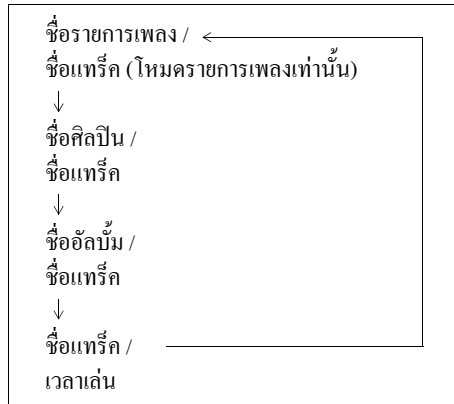 ชื่อรายการเพลง /
ชื่อแทร็ค (โหมดรายการเพลงเท่านั้น)
ชื่อศิลปิน /
ชื่อแทร็ค
ชื่ออัลบั้ม /
ชื่อแทร็ค
ชื่อแทร็ค /
เวลาเล่น